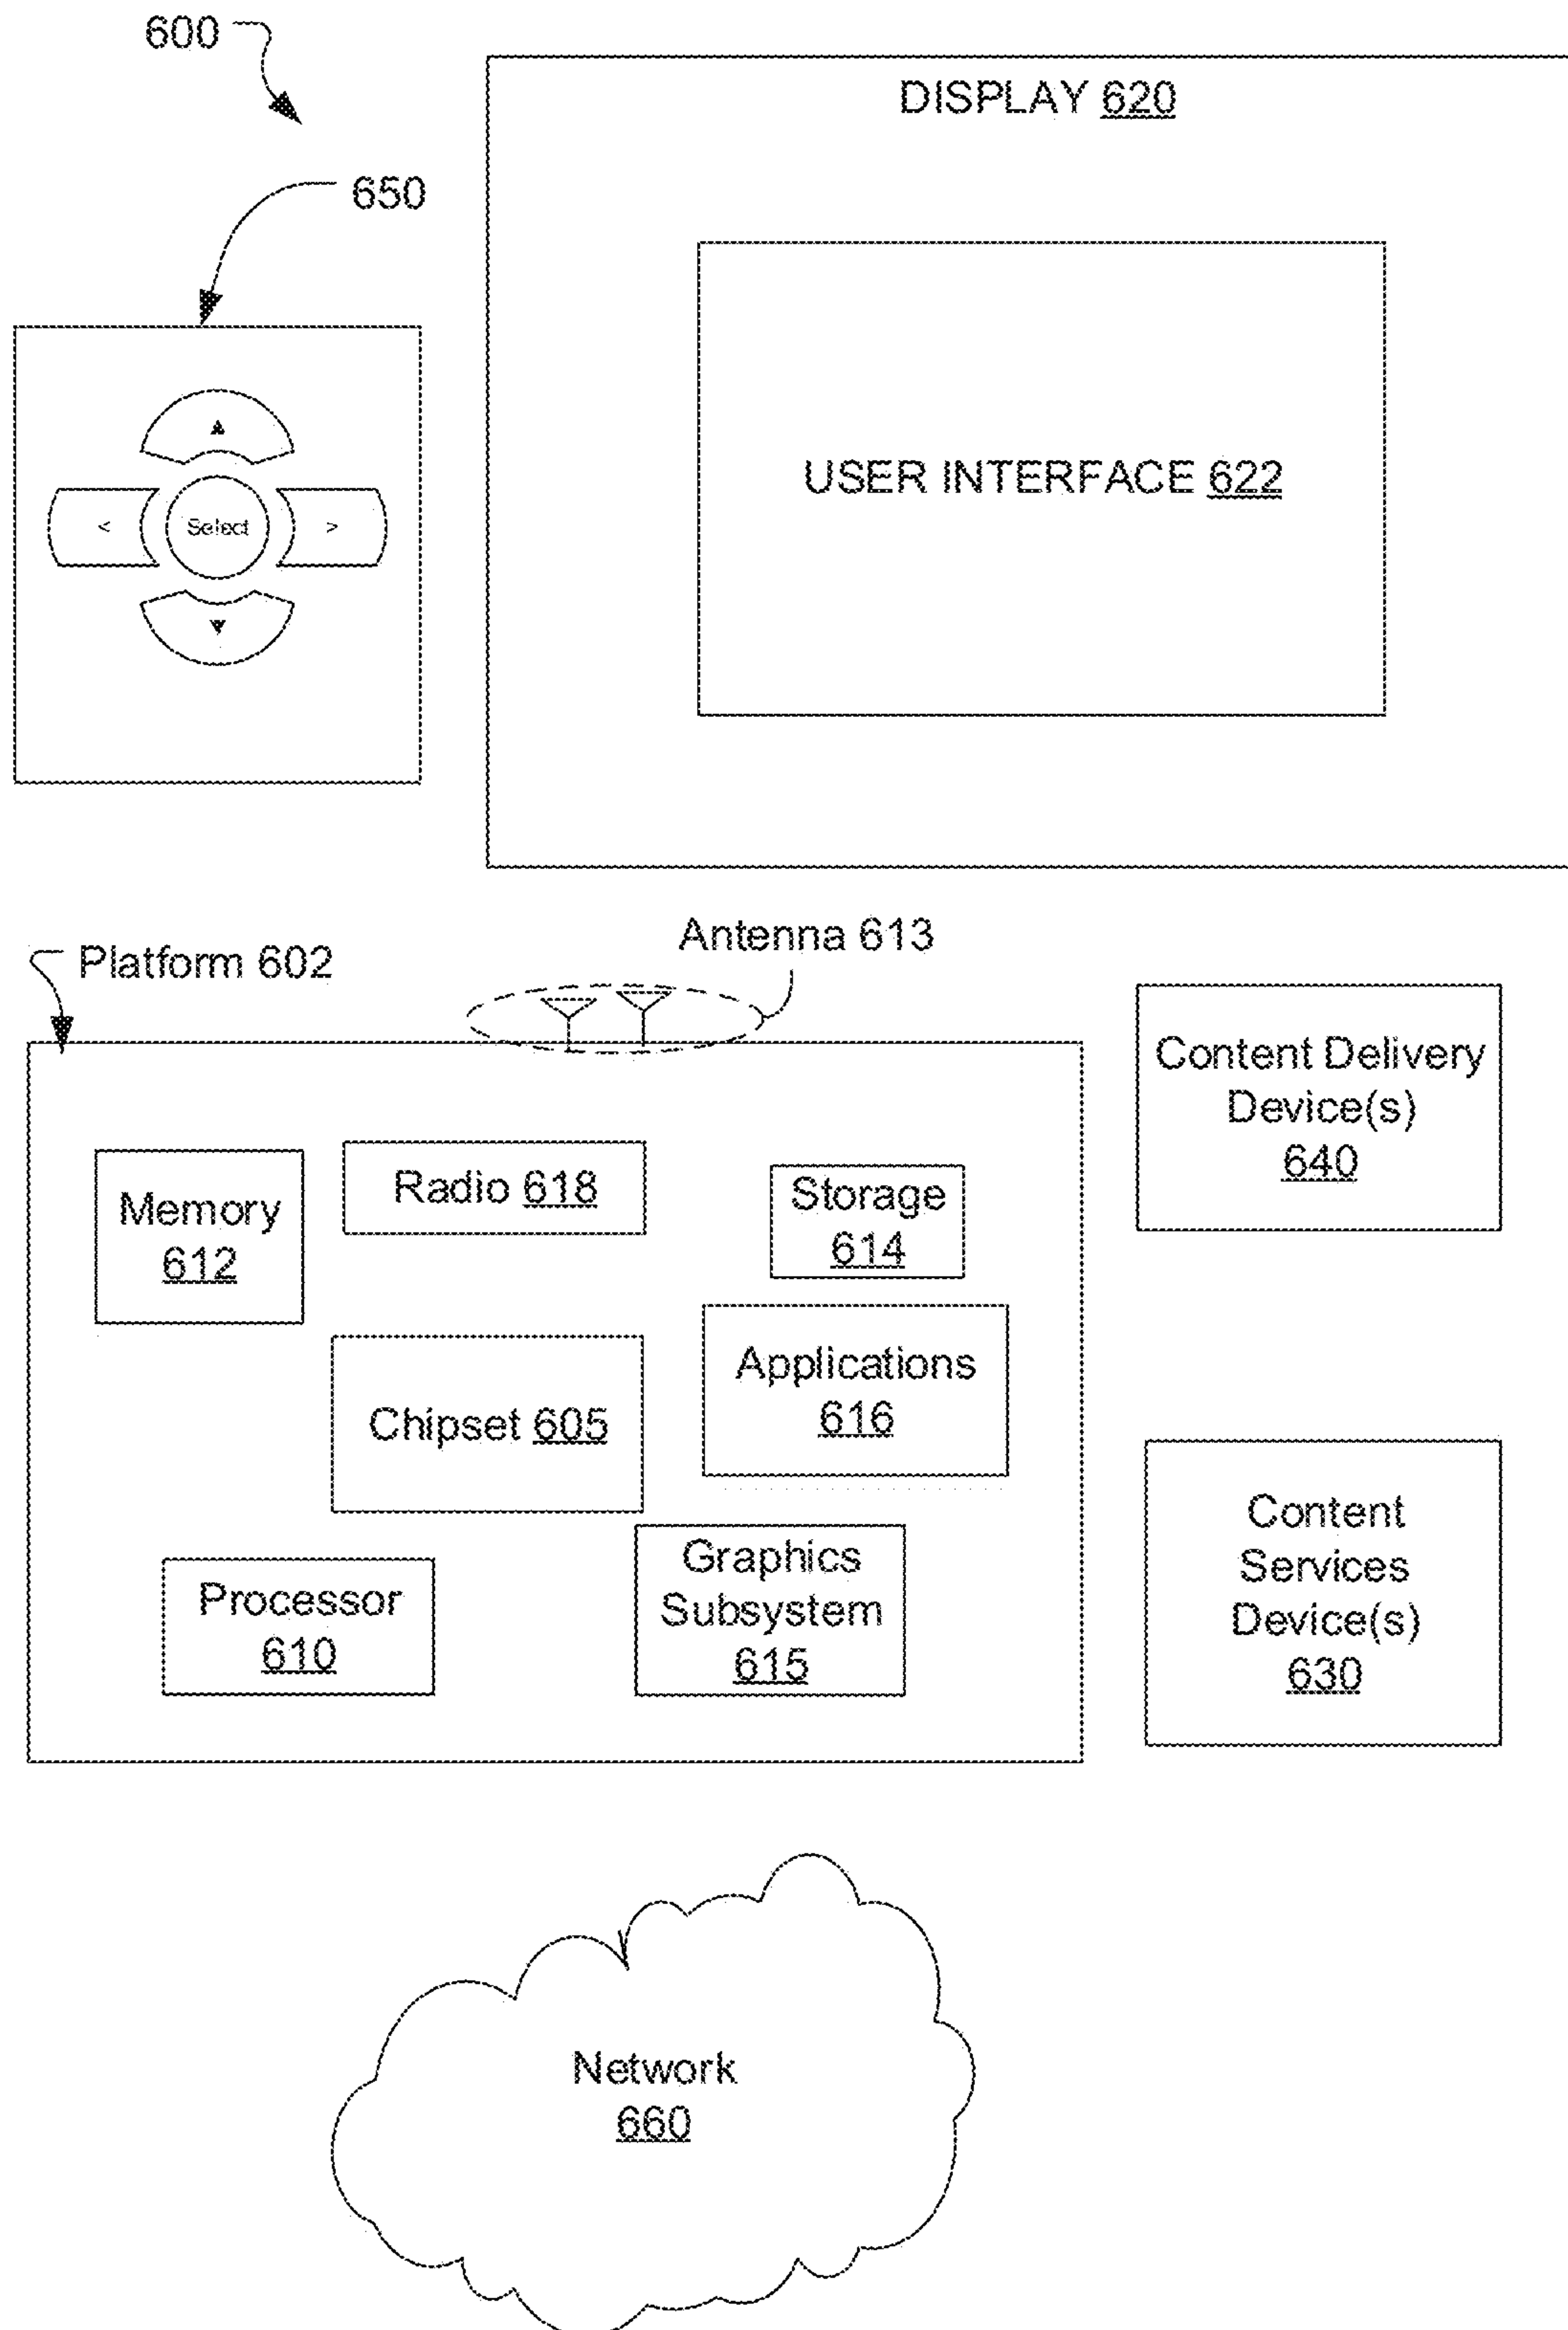 600
DISPLAY 620
650
▲
USER INTERFACE 622
< Select >
▼
Antenna 613
Platform 602
Content Delivery
Device(s)
640
Memory
612
Radio 618
Storage
614
Chipset 605
Applications
616
Content
Services
Device(s)
630
Processor
610
Graphics
Subsystem
615
Network
660